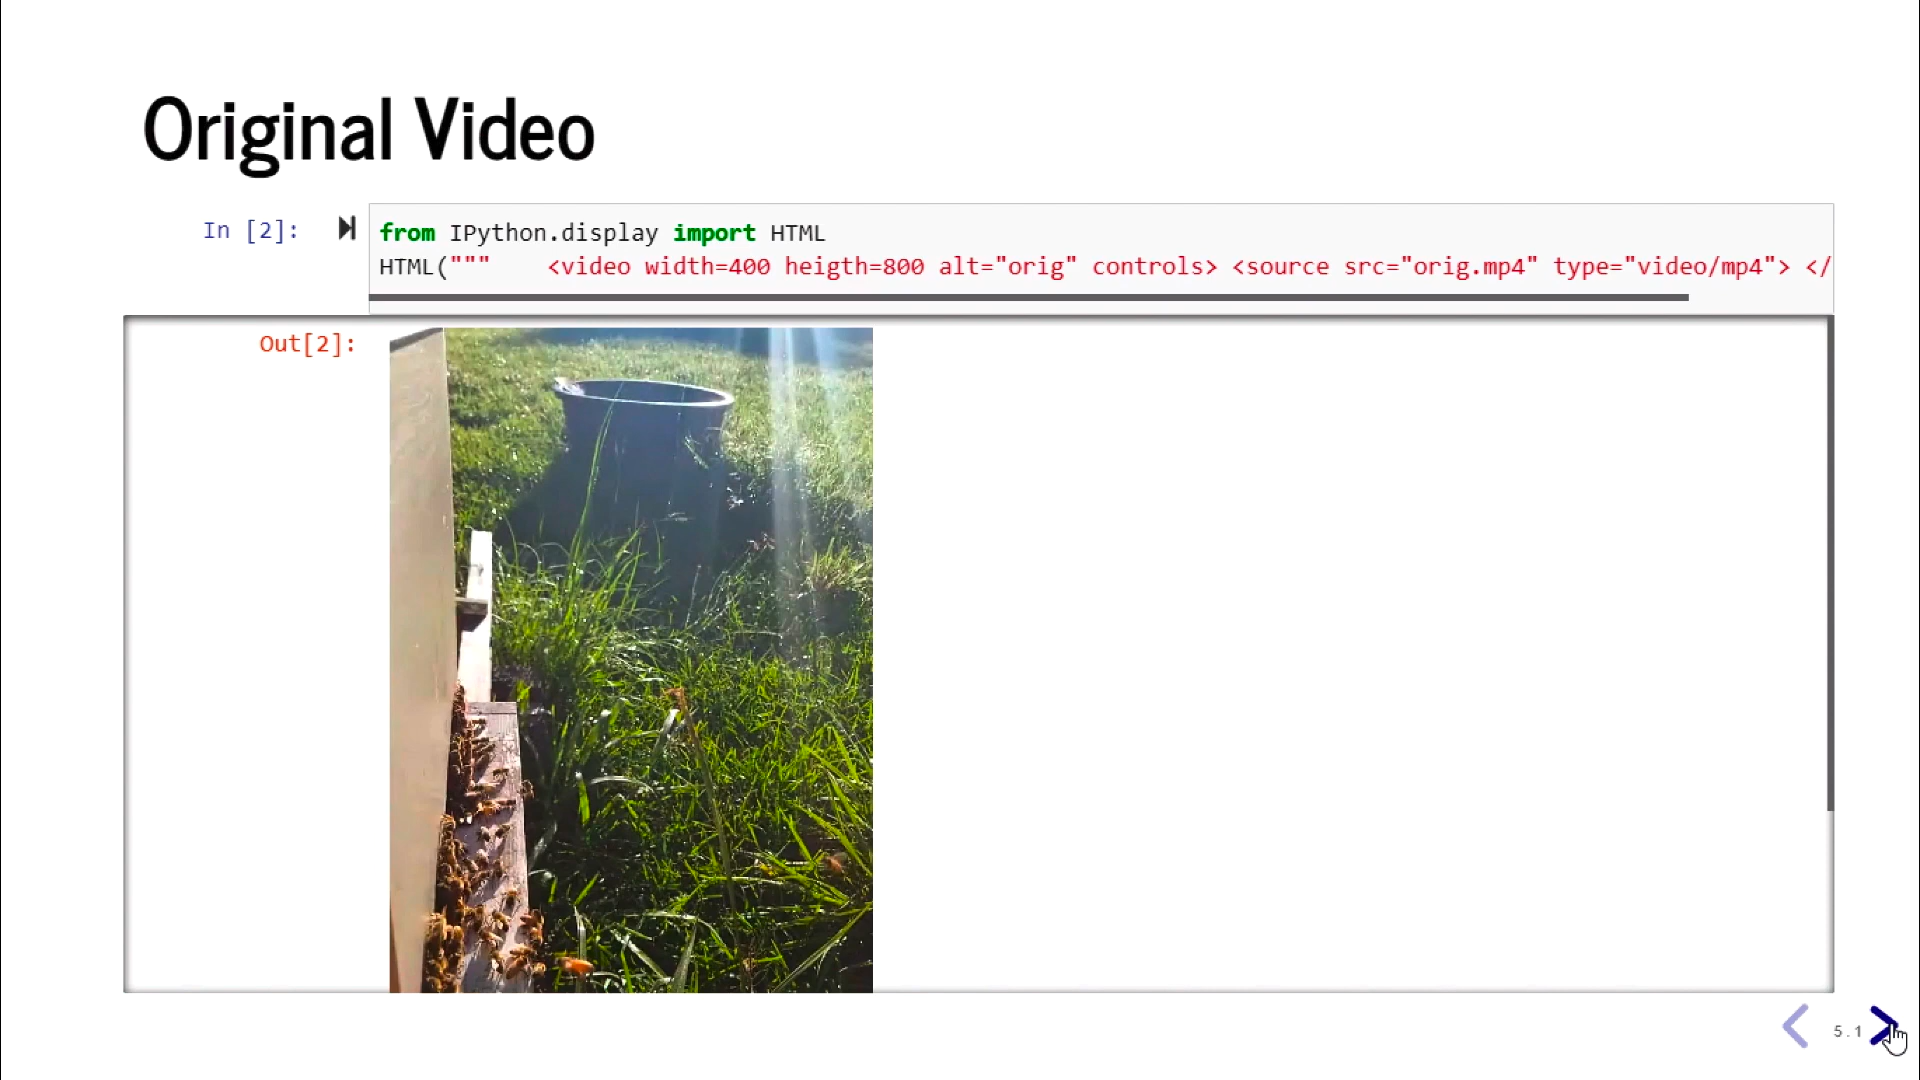 Original Video
In [2]:
from IPython.display import HTML
HTML("""    <video width=400 heigth=800 alt="orig" controls> <source src="orig.mp4" type="video/mp4"> </
Out[2]:
5.1